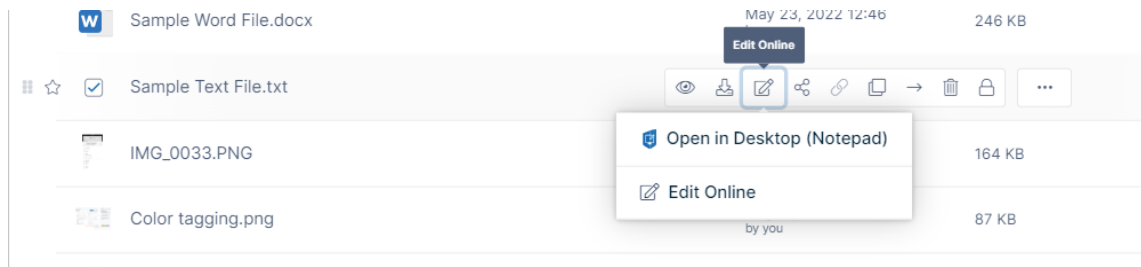 W
Sample Word File.docx
May 23, 2022 12:46
246 KB
Edit Online
Sample Text File.txt
Open in Desktop (Notepad)
IMG_0033.PNG
164 KB
Edit Online
Color tagging.png
87 KB
by you